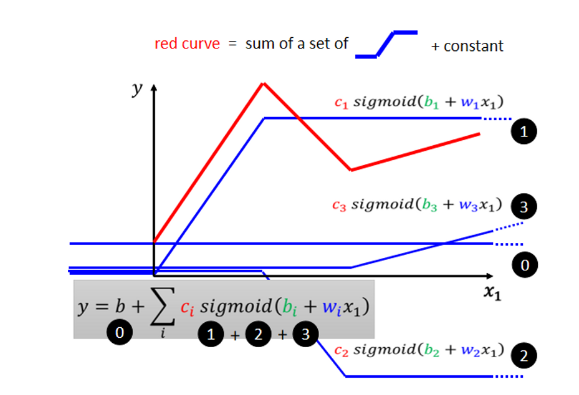 red curve = sum of a set of + constant
y
c₁ sigmoid(b₁ + w₁x₁)
1
c₃ sigmoid(b₃ + w₃x₁)
3
0
x₁
y = b + ∑ᵢ cᵢ sigmoid(bᵢ + wᵢx₁)
0 1 + 2 + 3
c₂ sigmoid(b₂ + w₂x₁)
2